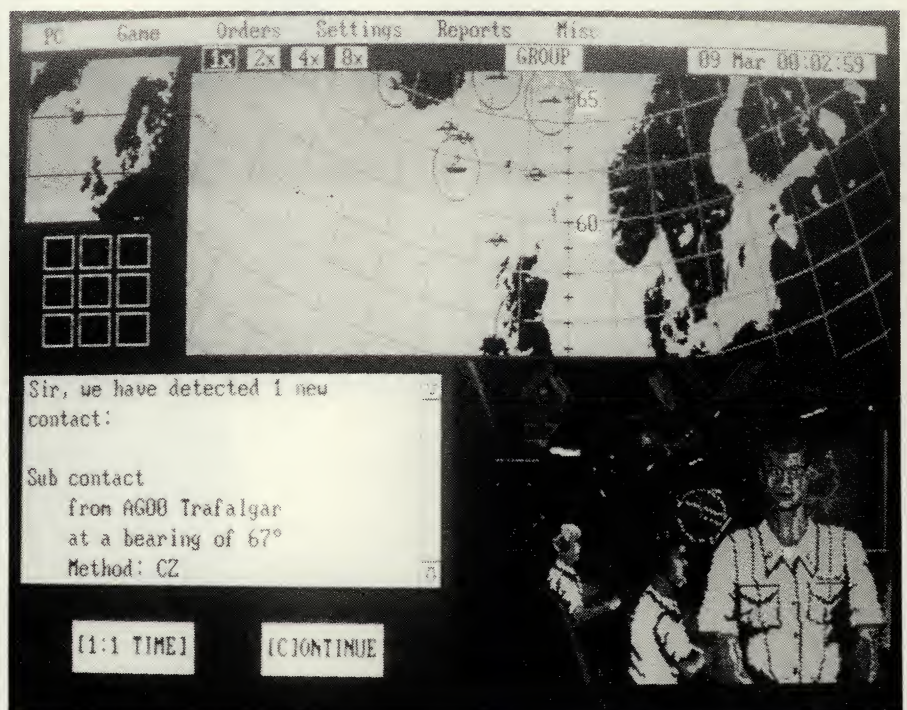 PC Game Orders Settings Reports Misc
1x 2x 4x 8x GROUP 09 Mar 00:02:59
65
60
Sir, we have detected 1 new
contact:
Sub contact
from AG00 Trafalgar
at a bearing of 67°
Method: CZ
[1:1 TIME] [C]ONTINUE